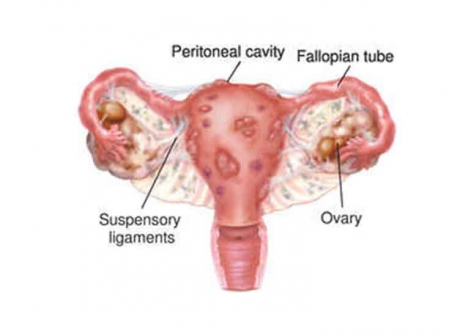 Peritoneal cavity
Fallopian tube
Suspensory
ligaments
Ovary